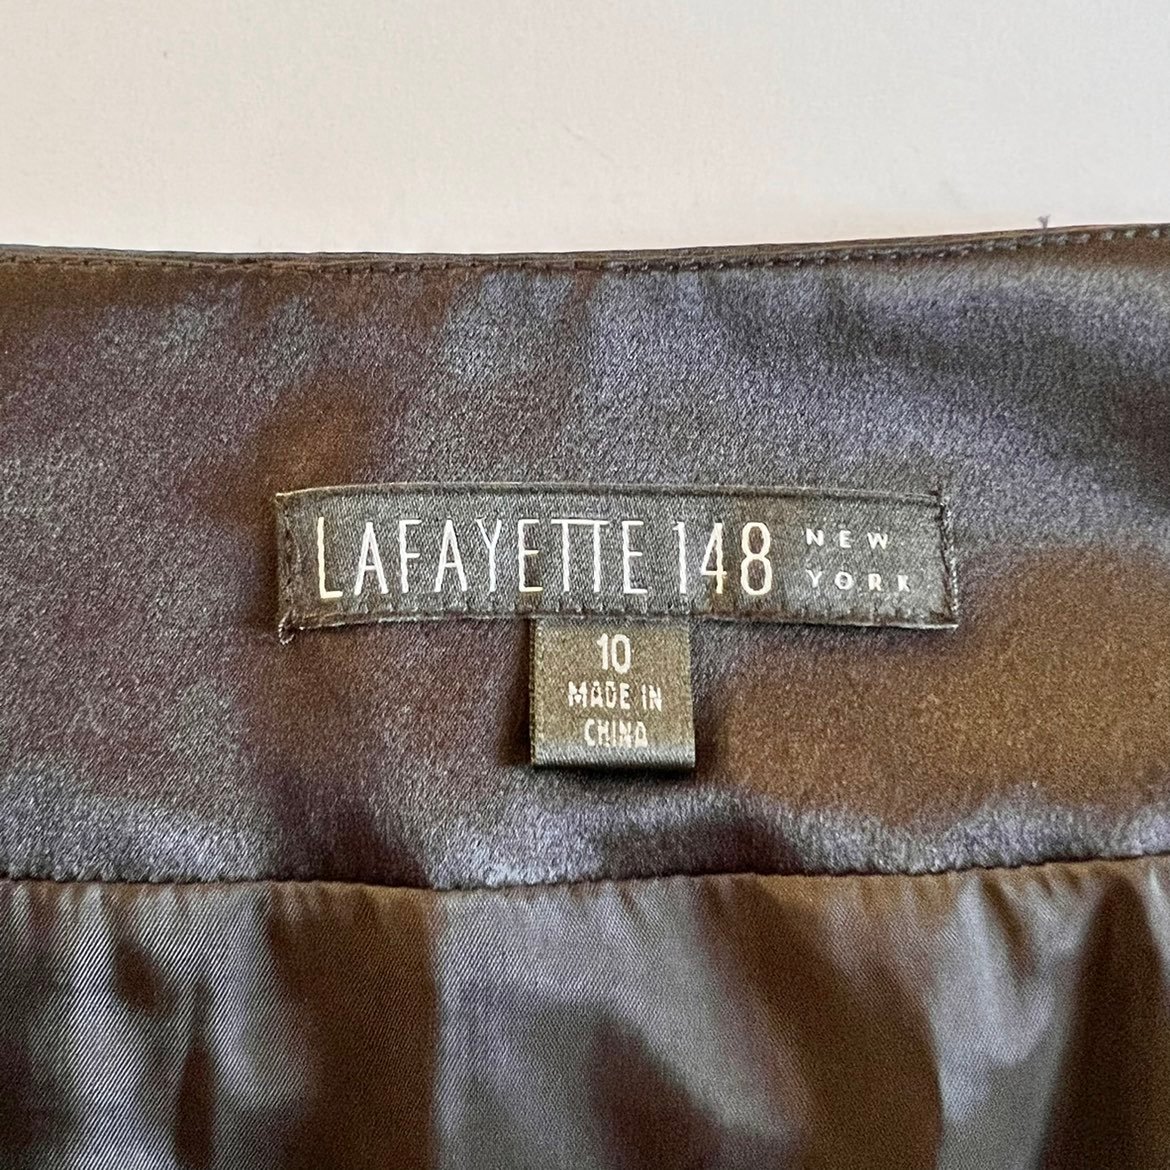 LAFAYETTE 148 NEW YORK
10
MADE IN
CHINA